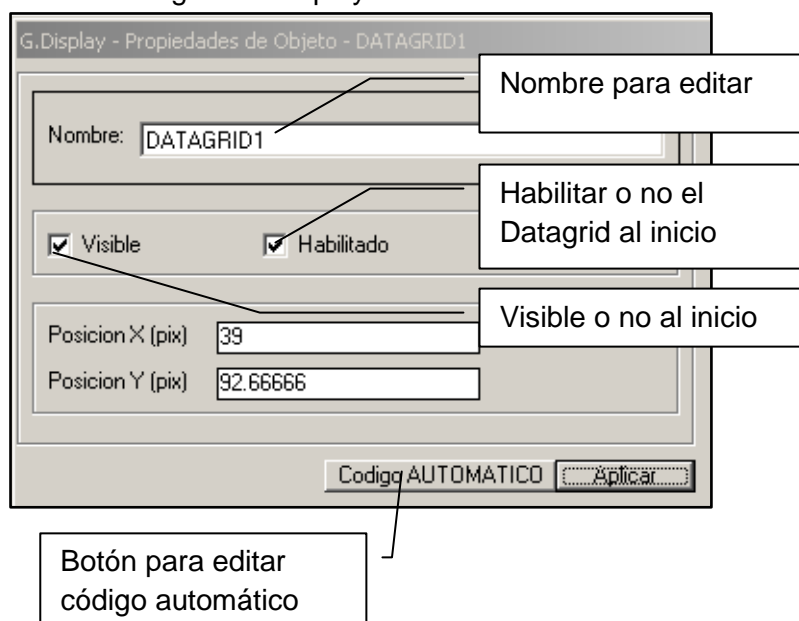 G.Display - Propiedades de Objeto - DATAGRID1
Nombre para editar
Nombre: DATAGRID1
Habilitar o no el
Datagrid al inicio
Visible
Habilitado
Visible o no al inicio
Posicion X (pix) 39
Posicion Y (pix) 92.66666
Codigo AUTOMATICO
Aplicar
Botón para editar
código automático